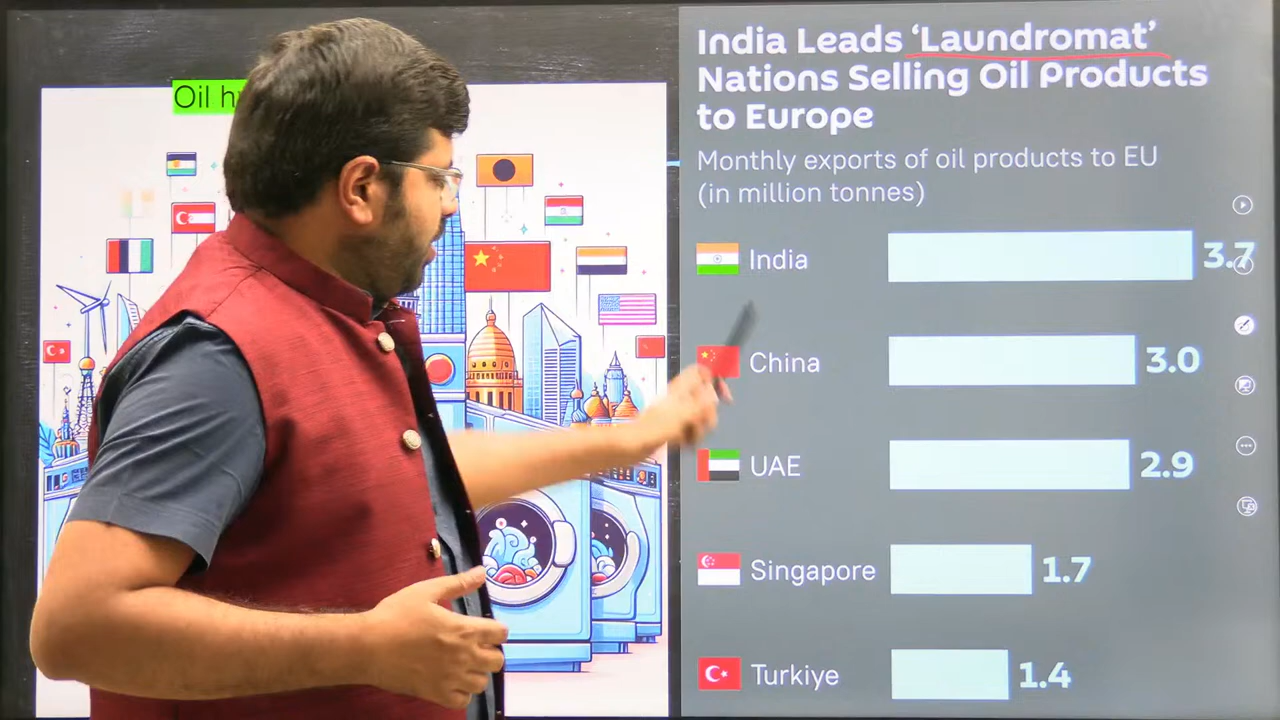 Oil
India Leads ‘Laundromat’
Nations Selling Oil Products
to Europe
Monthly exports of oil products to EU
(in million tonnes)
India 3.7
China 3.0
UAE 2.9
Singapore 1.7
Turkiye 1.4